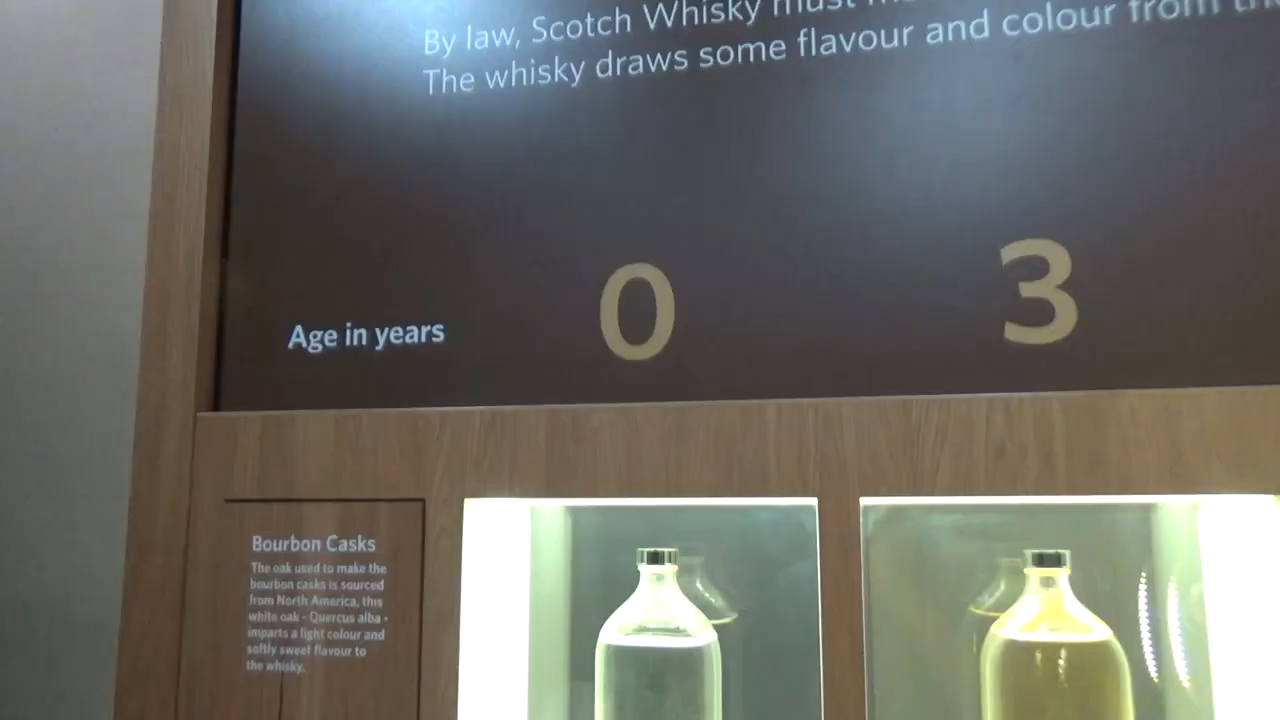 By law, Scotch Whisky must
The whisky draws some flavour and colour from
Age in years
0
3
Bourbon Casks
The oak used to make the
bourbon casks is sourced
from North America, this
white oak - Quercus alba -
imparts a light colour and
softly sweet flavour to
the whisky.